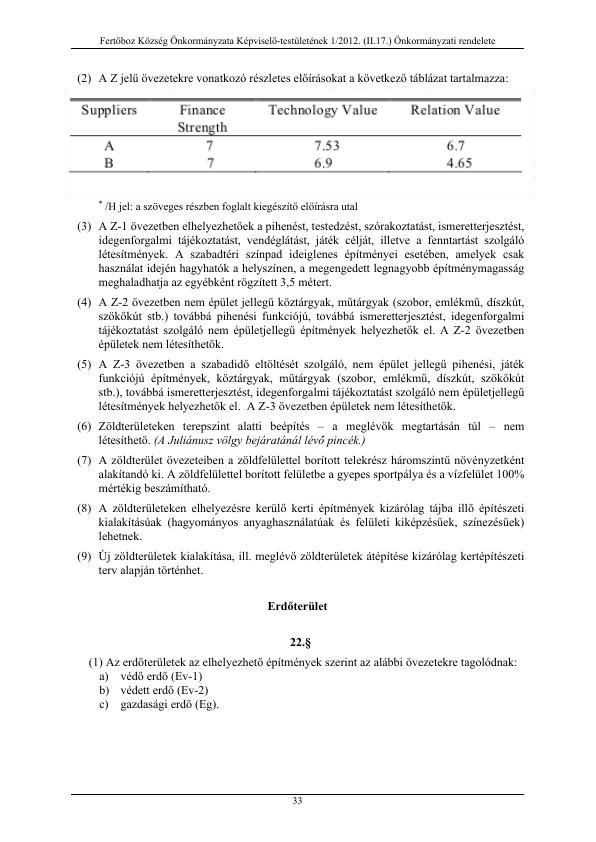 Fertőboz Község Önkormányzata Képviselő-testületének 1/2012. (II.17.) Önkormányzati rendelete
(2) A Z jelű övezetekre vonatkozó részletes előírásokat a következő táblázat tartalmazza:
Suppliers Finance Strength Technology Value Relation Value
A 7 7.53 6.7
B 7 6.9 4.65
* /H jel: a szöveges részben foglalt kiegészítő előírásra utal
(3) A Z-1 övezetben elhelyezhetőek a pihenést, testedzést, szórakoztatást, ismeretterjesztést,
idegenforgalmi tájékoztatást, vendéglátást, játék célját, illetve a fenntartást szolgáló
létesítmények. A szabadtéri színpad ideiglenes építményei esetében, amelyek csak
használat idején hagyhatók a helyszínen, a megengedett legnagyobb építménymagasság
meghaladhatja az egyébként rögzített 3,5 métert.
(4) A Z-2 övezetben nem épület jellegű köztárgyak, műtárgyak (szobor, emlékmű, díszkút,
szökőkút stb.) továbbá pihenési funkciójú, továbbá ismeretterjesztést, idegenforgalmi
tájékoztatást szolgáló nem épületjellegű építmények helyezhetők el. A Z-2 övezetben
épületek nem létesíthetők.
(5) A Z-3 övezetben a szabadidő eltöltését szolgáló, nem épület jellegű pihenési, játék
funkciójú építmények, köztárgyak, műtárgyak (szobor, emlékmű, díszkút, szökőkút
stb.), továbbá ismeretterjesztést, idegenforgalmi tájékoztatást szolgáló nem épületjellegű
létesítmények helyezhetők el. A Z-3 övezetben épületek nem létesíthetők.
(6) Zöldterületeken terepszint alatti beépítés – a meglévők megtartásán túl – nem
létesíthető. (A Juliánusz völgy bejáratánál lévő pincék.)
(7) A zöldterület övezeteiben a zöldfelülettel borított telekrész háromszintű növényzetként
alakítandó ki. A zöldfelülettel borított felületbe a gyepes sportpálya és a vízfelület 100%
mértékig beszámítható.
(8) A zöldterületeken elhelyezésre kerülő kerti építmények kizárólag tájba illő építészeti
kialakításúak (hagyományos anyaghasználatúak és felületi kiképzésűek, színezésűek)
lehetnek.
(9) Új zöldterületek kialakítása, ill. meglévő zöldterületek átépítése kizárólag kertépítészeti
terv alapján történhet.
Erdőterület
22.§
(1) Az erdőterületek az elhelyezhető építmények szerint az alábbi övezetekre tagolódnak:
a) védő erdő (Ev-1)
b) védett erdő (Ev-2)
c) gazdasági erdő (Eg).
33